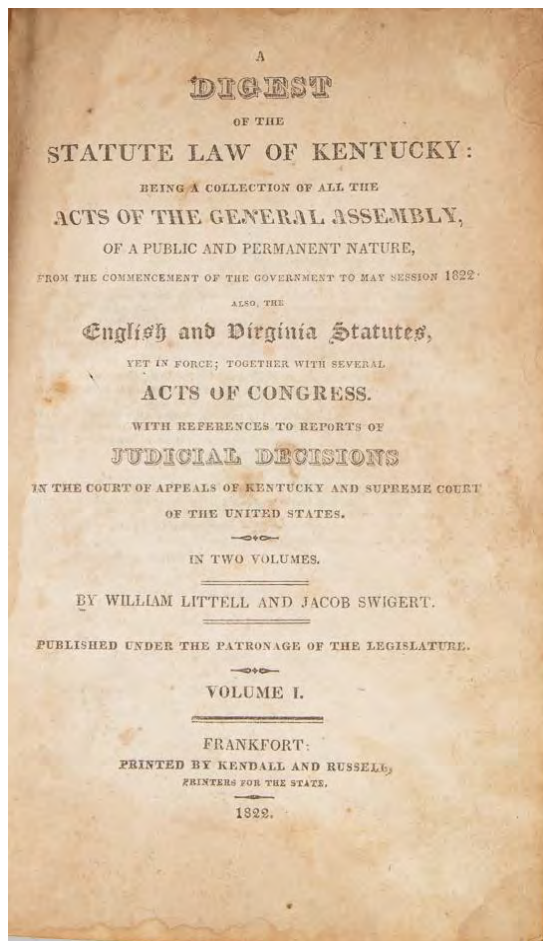 A
DIGEST
OF THE
STATUTE LAW OF KENTUCKY:
BEING A COLLECTION OF ALL THE
ACTS OF THE GENERAL ASSEMBLY,
OF A PUBLIC AND PERMANENT NATURE,
FROM THE COMMENCEMENT OF THE GOVERNMENT TO MAY SESSION 1822
ALSO, THE
English and Virginia Statutes,
YET IN FORCE; TOGETHER WITH SEVERAL
ACTS OF CONGRESS.
WITH REFERENCES TO REPORTS OF
JUDICIAL DECISIONS
IN THE COURT OF APPEALS OF KENTUCKY AND SUPREME COURT
OF THE UNITED STATES.
IN TWO VOLUMES.
BY WILLIAM LITTELL AND JACOB SWIGERT.
PUBLISHED UNDER THE PATRONAGE OF THE LEGISLATURE.
VOLUME I.
FRANKFORT:
PRINTED BY KENDALL AND RUSSELL,
PRINTERS FOR THE STATE.
1822.